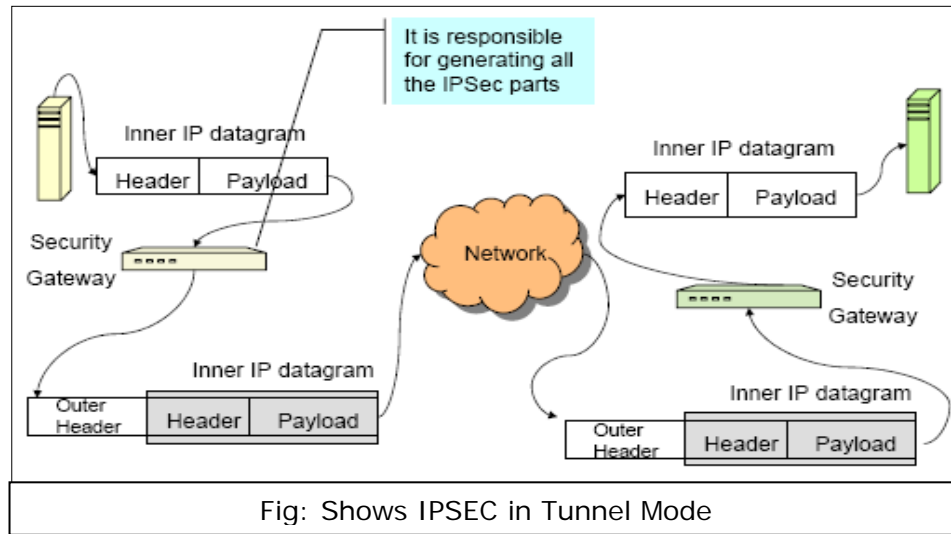 It is responsible
for generating all
the IPSec parts
Inner IP datagram
Header Payload
Security
Gateway
Inner IP datagram
Outer
Header
Header Payload
Network
Inner IP datagram
Header Payload
Security
Gateway
Inner IP datagram
Outer
Header
Header Payload
Fig: Shows IPSEC in Tunnel Mode